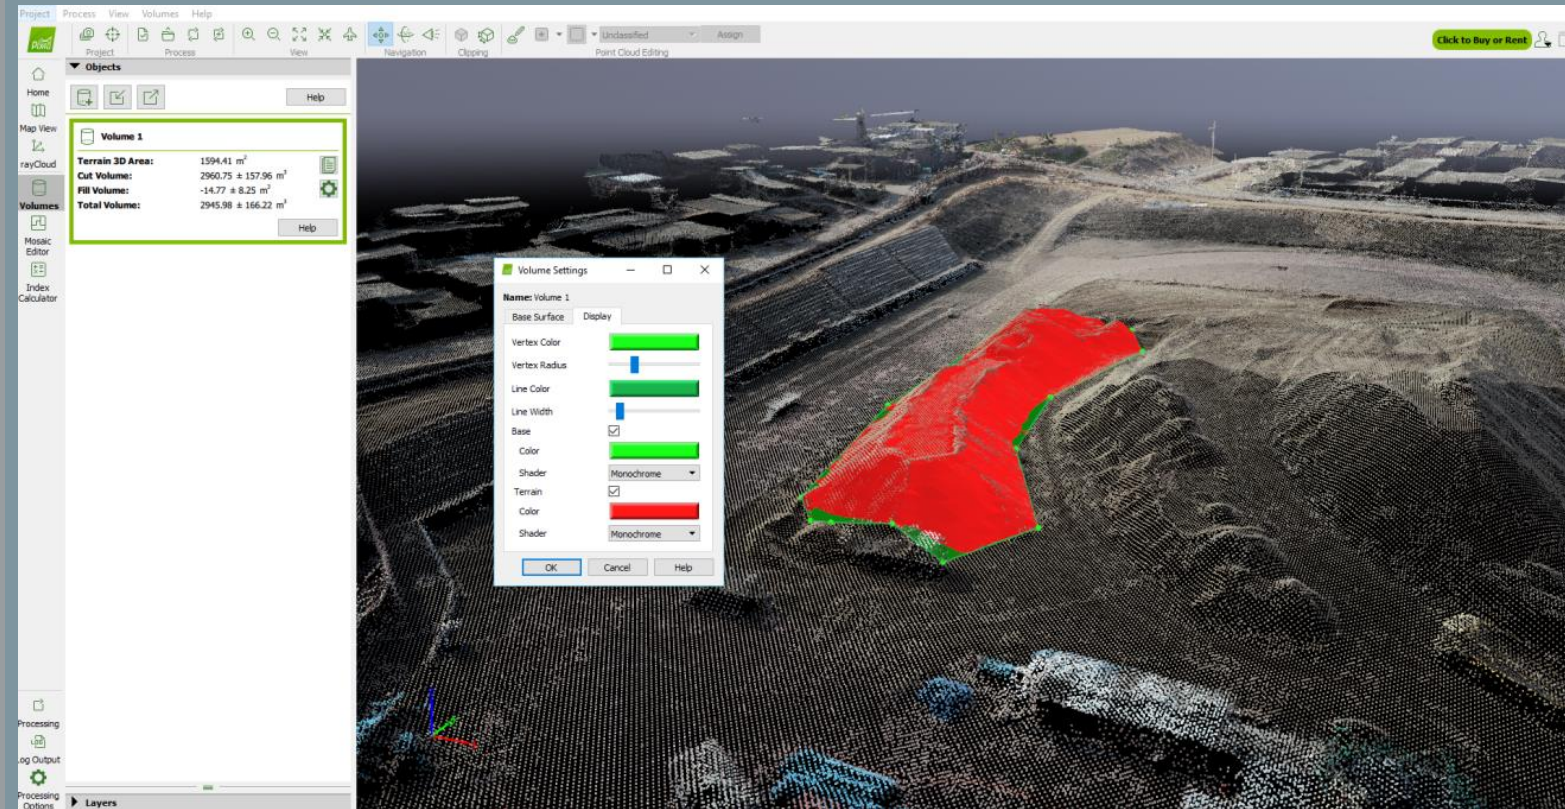 Project Process View Volumes Help
Project Process View Navigation Clipping Point Cloud Editing
Unclassified Assign
Click to Buy or Rent
Home
Map View
rayCloud
Volumes
Mosaic
Editor
Index
Calculator
Processing
Log Output
Processing
Options
Objects
Help
Volume 1
Terrain 3D Area: 1594.41 m²
Cut Volume: 2960.75 ± 157.96 m³
Fill Volume: -14.77 ± 8.25 m³
Total Volume: 2945.98 ± 166.22 m³
Help
Layers
Volume Settings
Name: Volume 1
Base Surface Display
Vertex Color
Vertex Radius
Line Color
Line Width
Base
Color
Shader Monochrome
Terrain
Color
Shader Monochrome
OK Cancel Help